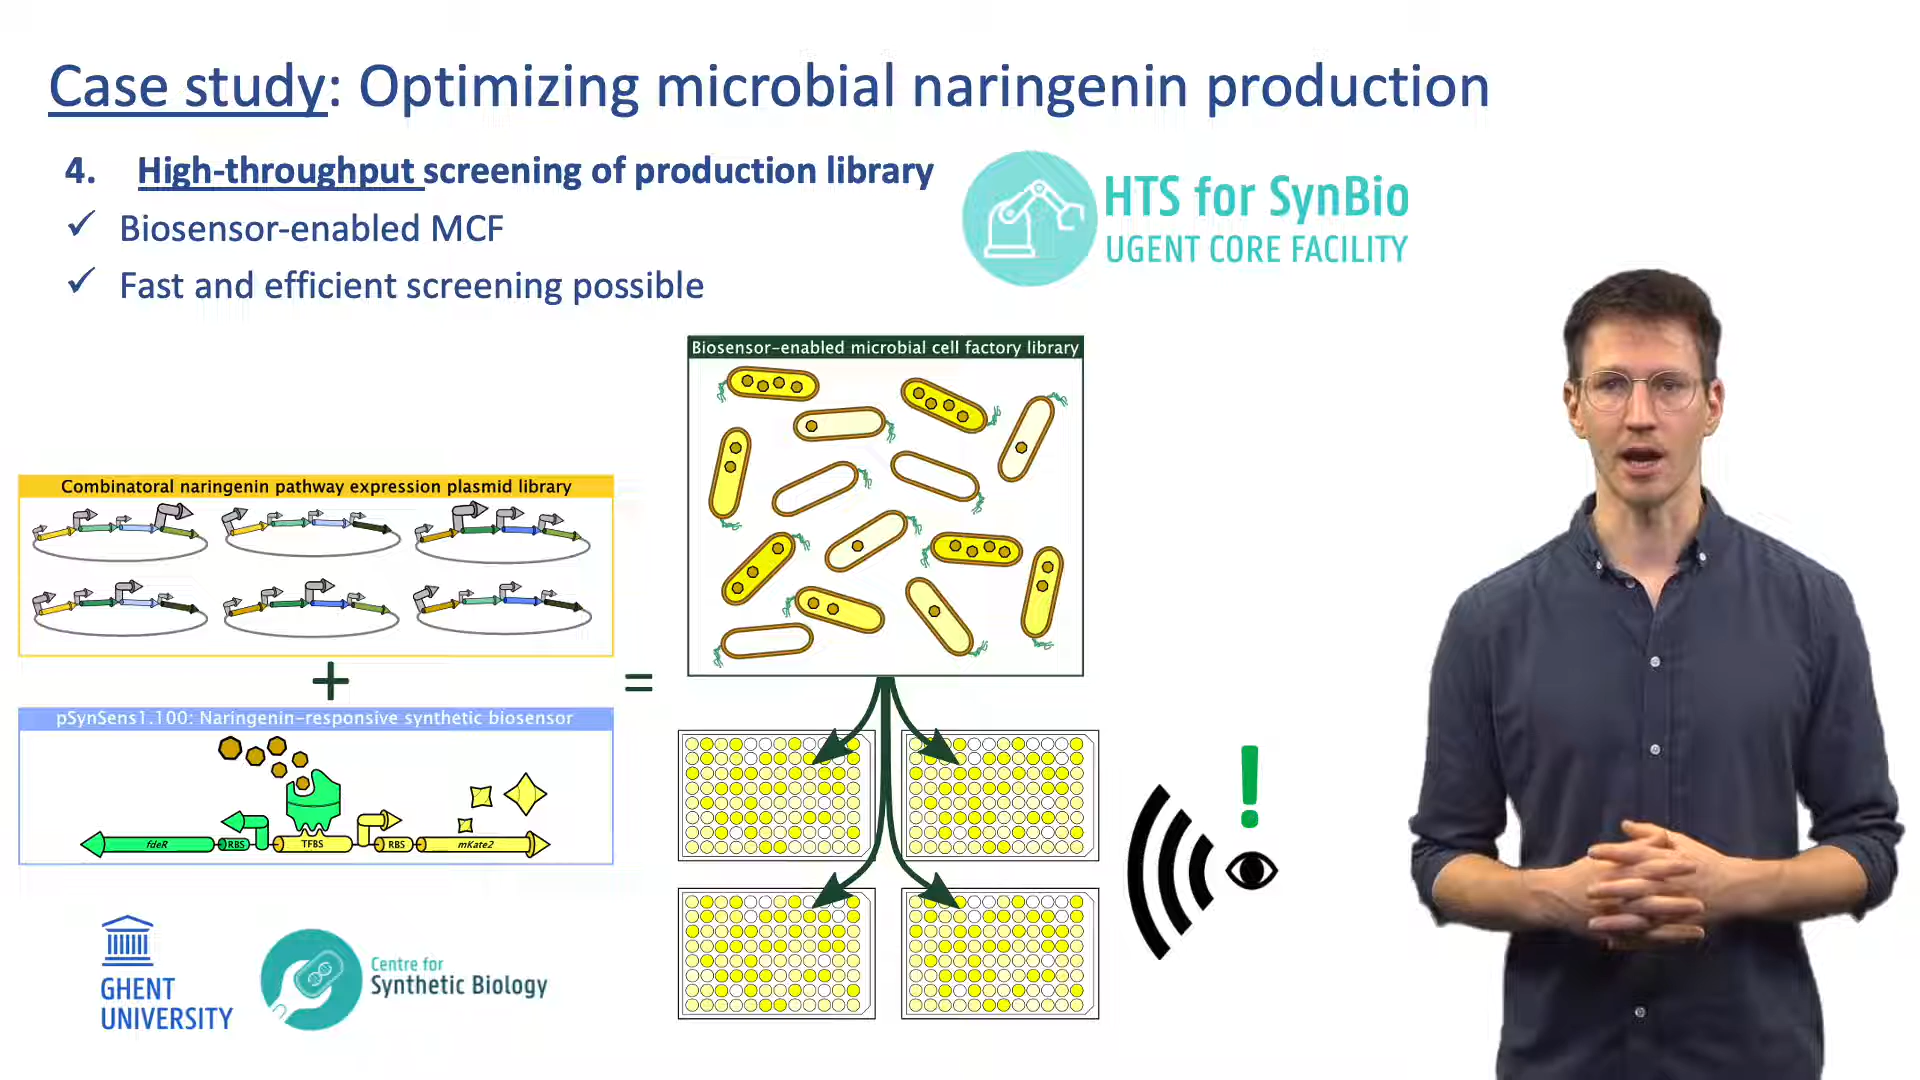 Case study: Optimizing microbial naringenin production
4. High-throughput screening of production library
✓ Biosensor-enabled MCF
✓ Fast and efficient screening possible
HTS for SynBio
UGENT CORE FACILITY
Biosensor-enabled microbial cell factory library
Combinatoral naringenin pathway expression plasmid library
+
=
pSynSens1.100: Naringenin-responsive synthetic biosensor
fdeR RBS TFBS RBS mKate2
!
GHENT
UNIVERSITY
Centre for
Synthetic Biology